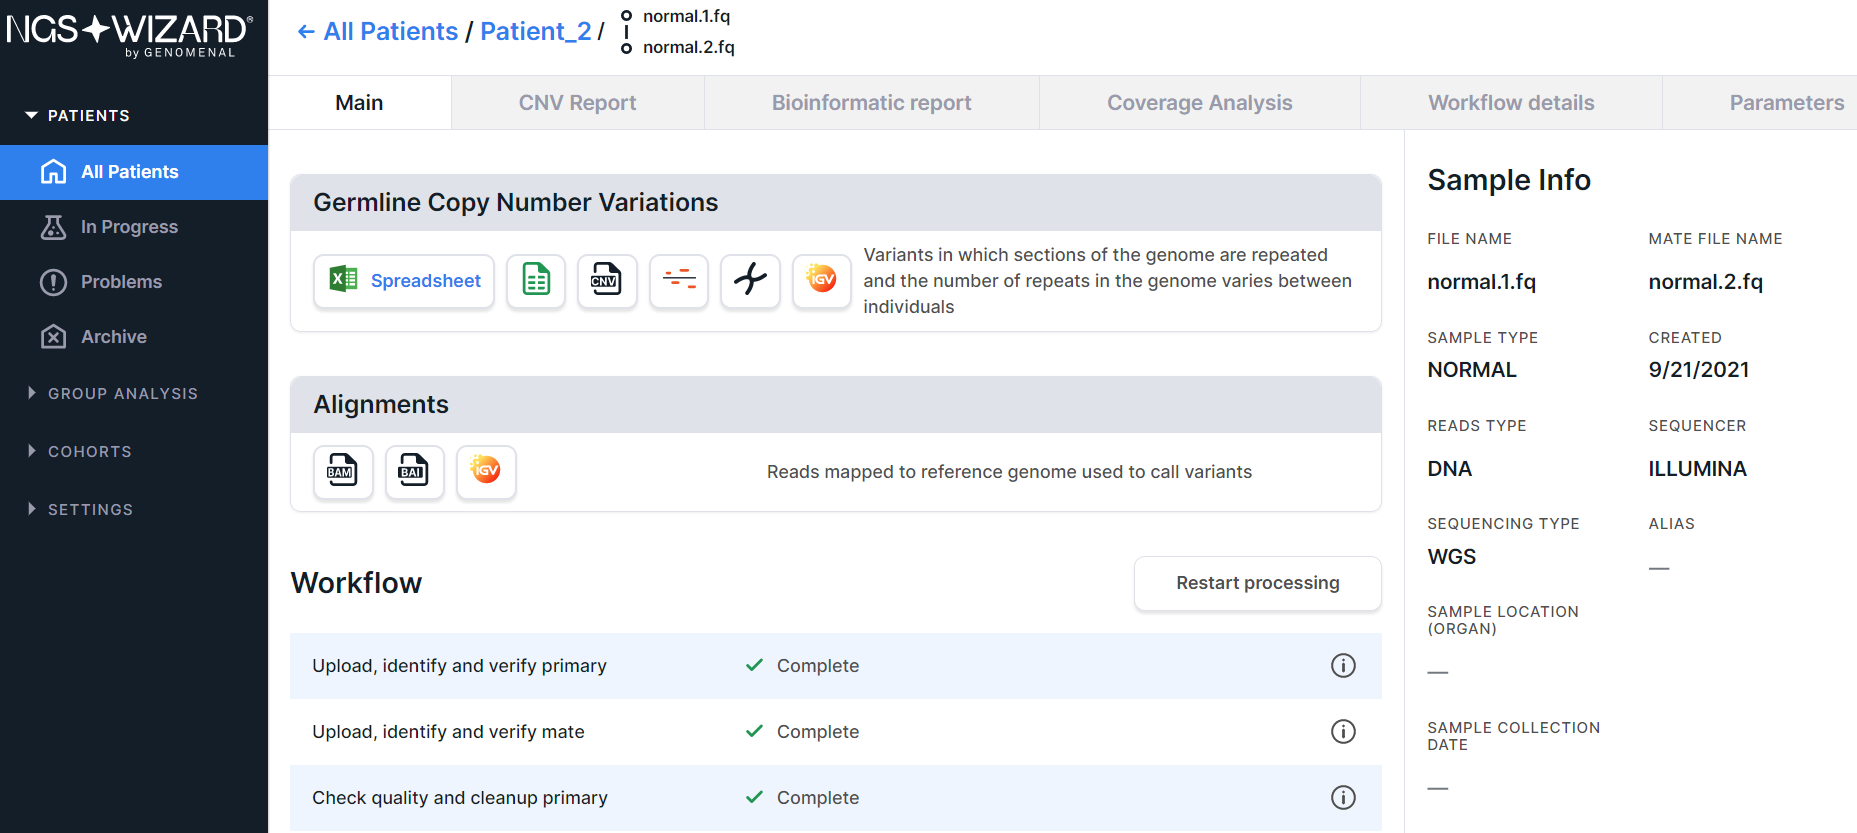 NGS WIZARD®
by GENOMENAL
PATIENTS
All Patients
In Progress
Problems
Archive
GROUP ANALYSIS
COHORTS
SETTINGS
← All Patients / Patient_2 /
normal.1.fq
normal.2.fq
Main
CNV Report
Bioinformatic report
Coverage Analysis
Workflow details
Parameters
Germline Copy Number Variations
Spreadsheet
CNV
IGV
Variants in which sections of the genome are repeated
and the number of repeats in the genome varies between
individuals
Alignments
BAM
BAI
IGV
Reads mapped to reference genome used to call variants
Workflow
Restart processing
Upload, identify and verify primary
Complete
Upload, identify and verify mate
Complete
Check quality and cleanup primary
Complete
Sample Info
FILE NAME
normal.1.fq
MATE FILE NAME
normal.2.fq
SAMPLE TYPE
NORMAL
CREATED
9/21/2021
READS TYPE
DNA
SEQUENCER
ILLUMINA
SEQUENCING TYPE
WGS
ALIAS
—
SAMPLE LOCATION
(ORGAN)
—
SAMPLE COLLECTION
DATE
—